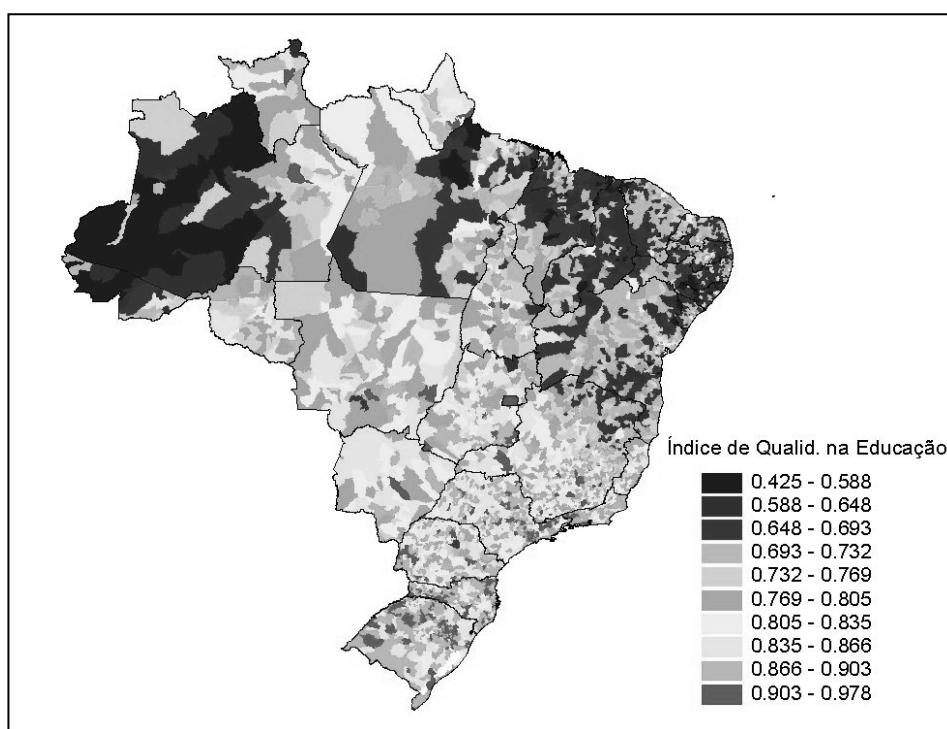 Índice de Qualid. na Educação
0.425 - 0.588
0.588 - 0.648
0.648 - 0.693
0.693 - 0.732
0.732 - 0.769
0.769 - 0.805
0.805 - 0.835
0.835 - 0.866
0.866 - 0.903
0.903 - 0.978